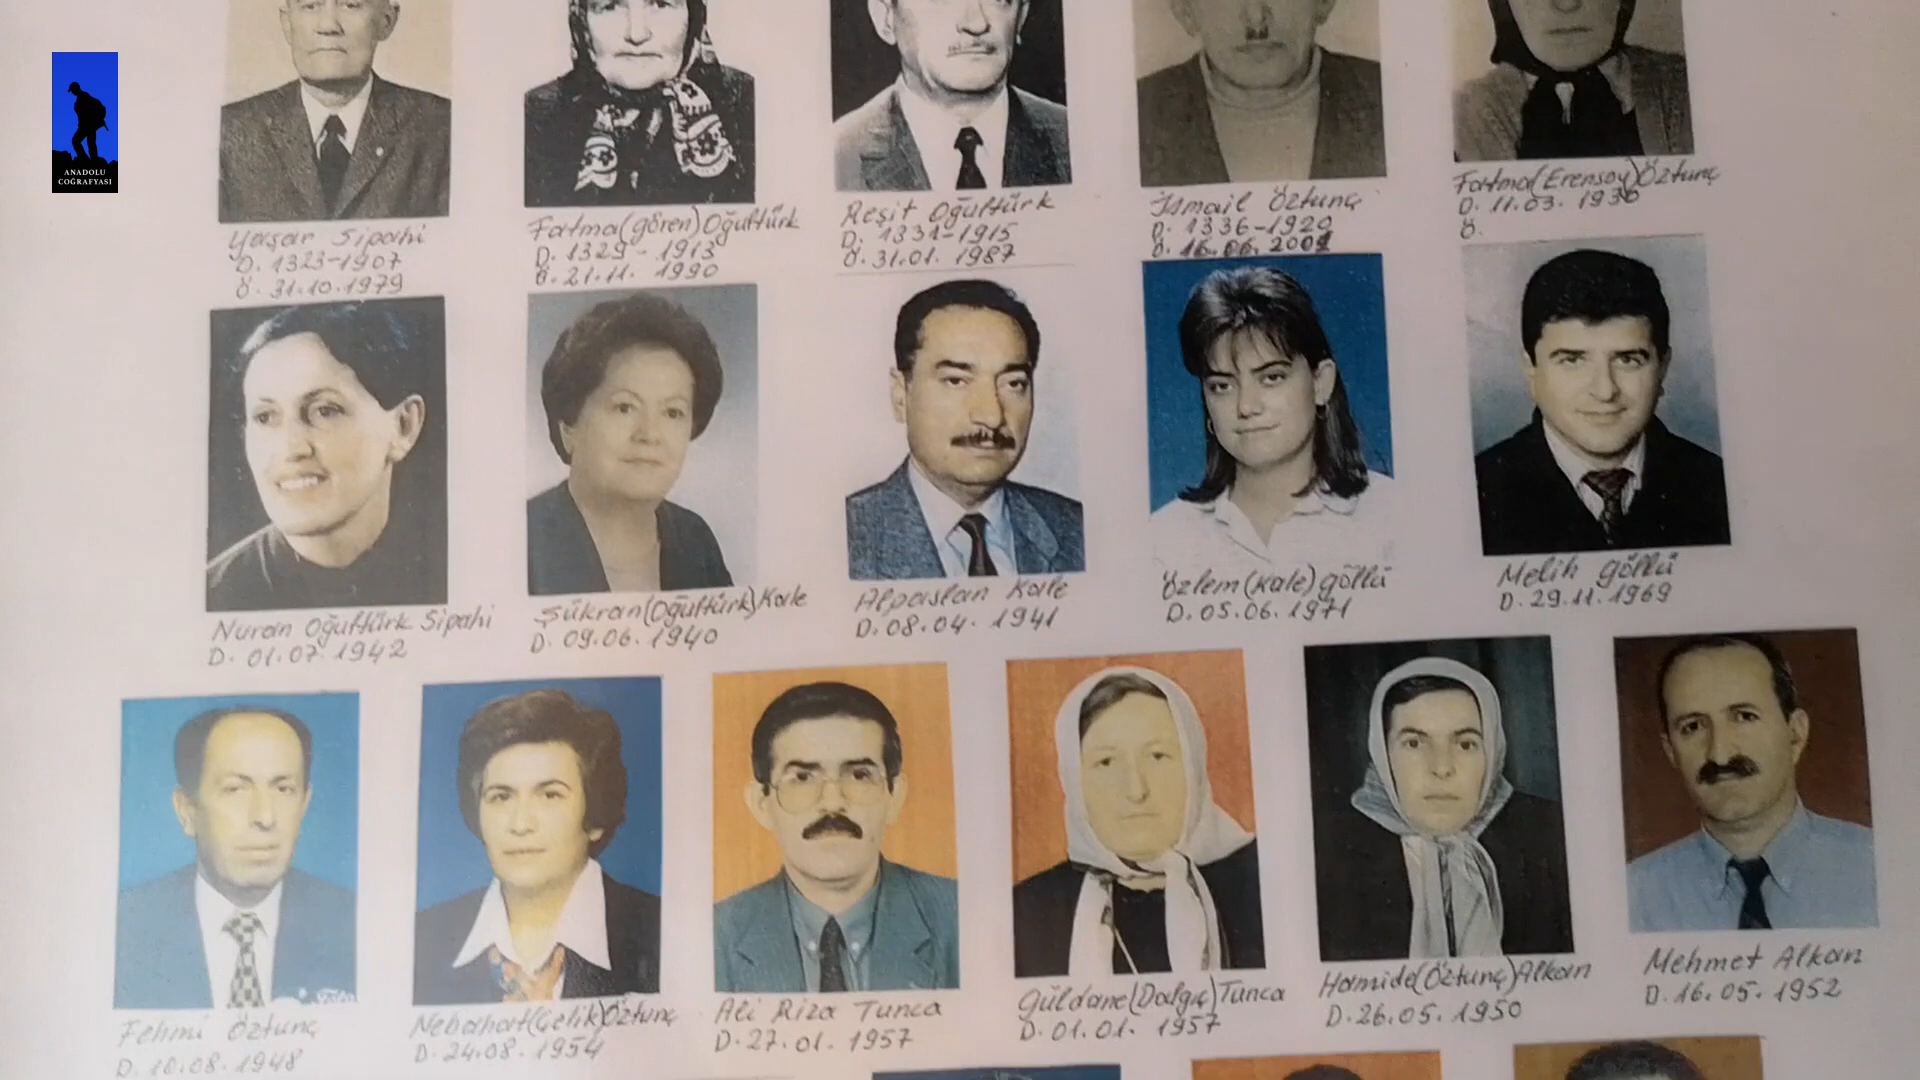 ANADOLU
COĞRAFYASI
Yaşar Sipahi
D. 1323-1907
Ö. 31.10.1979
Fatma(Gören)Oğultürk
D. 1329 - 1913
Ö. 21.11. 1990
Reşit Oğultürk
D. 1331-1915
Ö. 31.01. 1987
İsmail Öztunç
D. 1336-1920
Ö. 16.06. 2001
Fatma(Erensoy)Öztunç
D. 11.03. 1930
Ö.
Nuran Oğultürk Sipahi
D. 01.07. 1942
Şükran(Oğultürk)Kale
D. 09.06. 1940
Alpaslan Kale
D. 08.04. 1941
Özlem(Kale) Göllü
D. 05.06. 1971
Melih Göllü
D. 29.11. 1969
Fehmi Öztunç
D. 10.08. 1948
Nebahat(Çelik)Öztunç
D. 24.08. 1954
Ali Rıza Tunca
D. 27.01. 1957
Güldane(Dalgıç)Tunca
D. 01.01. 1957
Hamide(Öztunç)Alkan
D. 26.05. 1950
Mehmet Alkan
D. 16.05. 1952